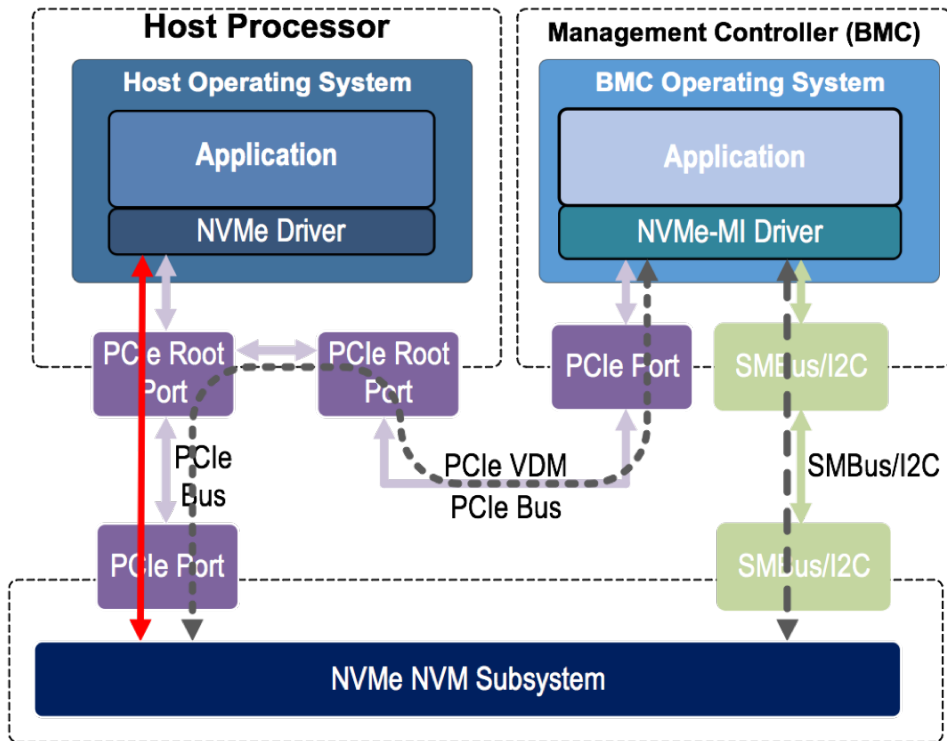 Host Processor
Management Controller (BMC)
Host Operating System
BMC Operating System
Application
Application
NVMe Driver
NVMe-MI Driver
PCIe Root
Port
PCIe Root
Port
PCIe Port
SMBus/I2C
PCIe
Bus
PCIe VDM
PCIe Bus
SMBus/I2C
PCIe Port
SMBus/I2C
NVMe NVM Subsystem